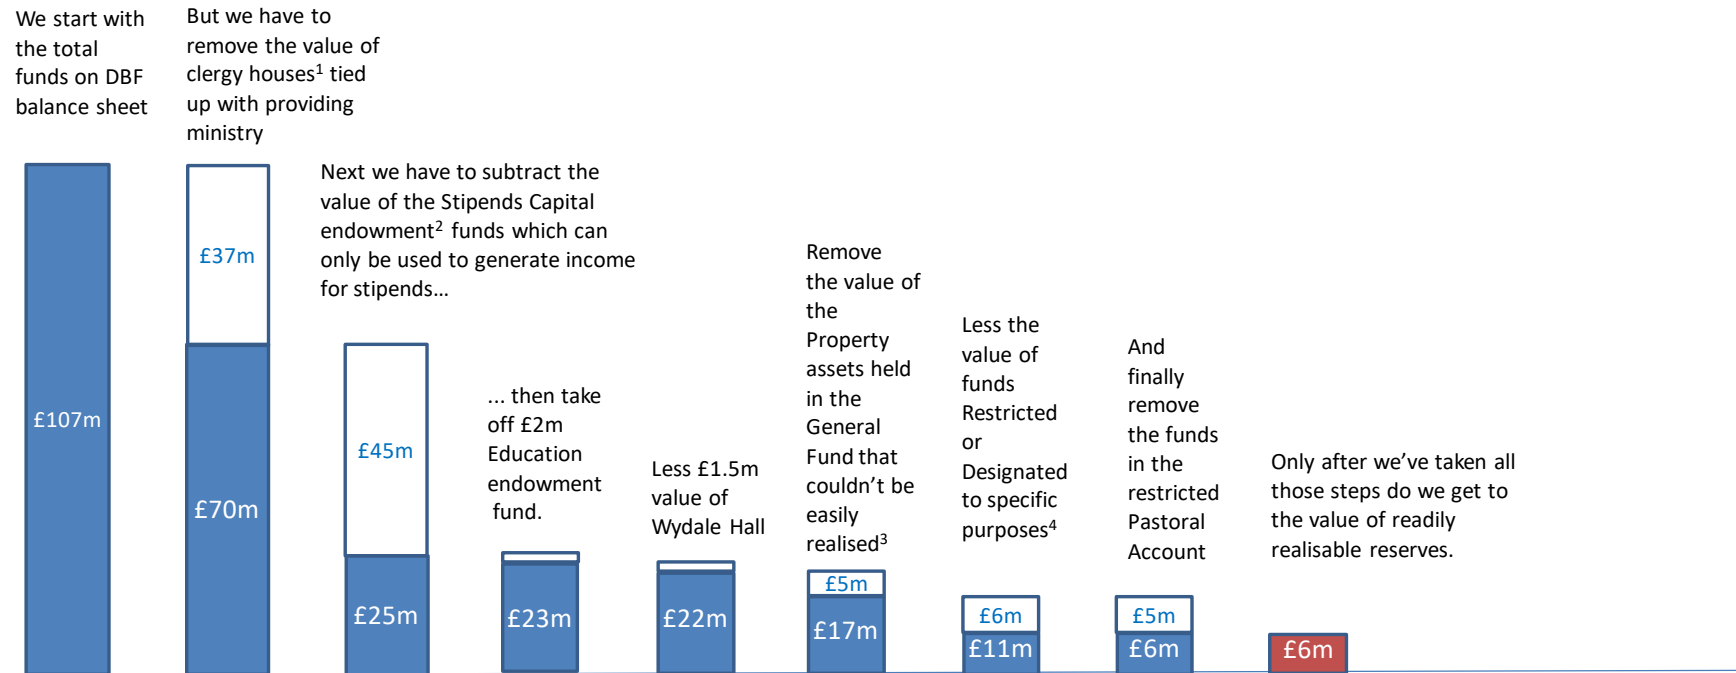 We start with
the total
funds on DBF
balance sheet
But we have to
remove the value of
clergy houses¹ tied
up with providing
ministry
Next we have to subtract the
value of the Stipends Capital
endowment² funds which can
only be used to generate income
for stipends…
... then take
off £2m
Education
endowment
fund.
Less £1.5m
value of
Wydale Hall
Remove
the value of
the
Property
assets held
in the
General
Fund that
couldn’t be
easily
realised³
Less the
value of
funds
Restricted
or
Designated
to specific
purposes⁴
And
finally
remove
the funds
in the
restricted
Pastoral
Account
Only after we’ve taken all
those steps do we get to
the value of readily
realisable reserves.
£107m
£37m
£70m
£45m
£25m
£23m
£22m
£5m
£17m
£6m
£11m
£5m
£6m
£6m